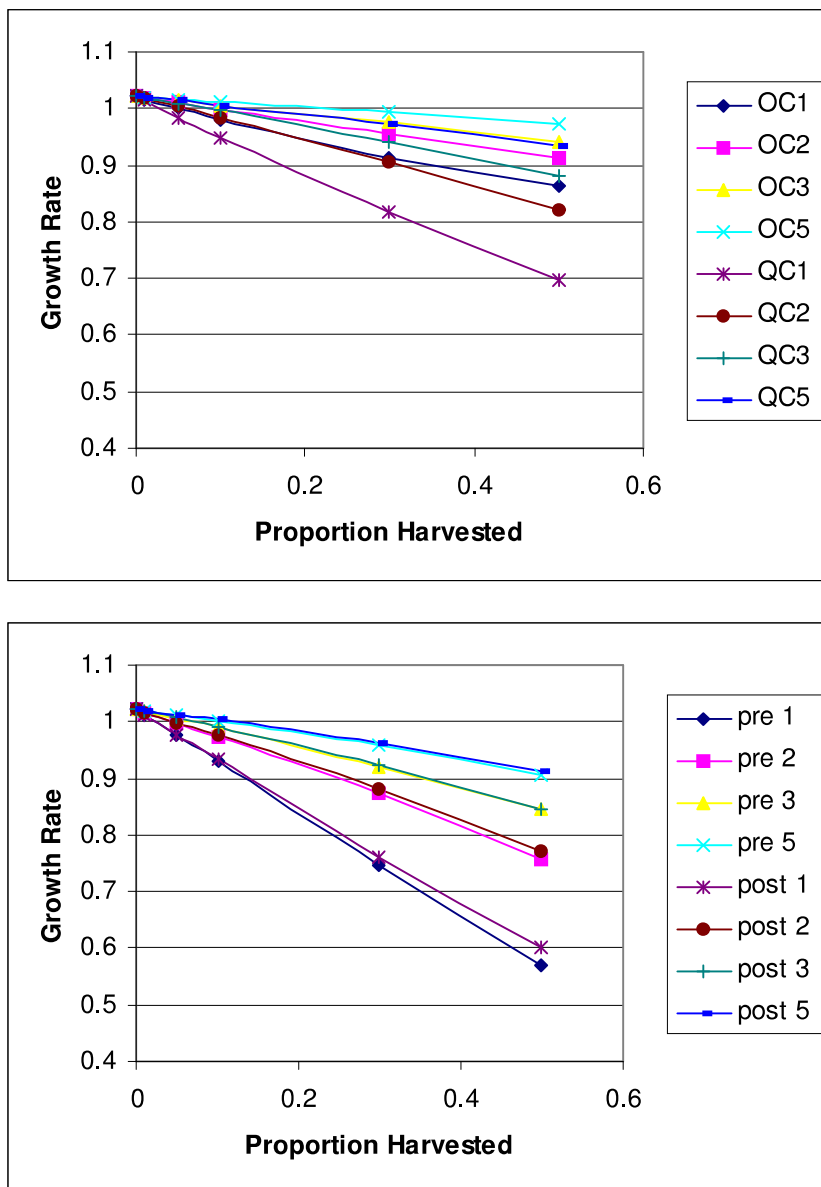 1.1
1
0.9
0.8
0.7
0.6
0.5
0.4
Growth Rate
0 0.2 0.4 0.6
Proportion Harvested
OC1
OC2
OC3
OC5
QC1
QC2
QC3
QC5
1.1
1
0.9
0.8
0.7
0.6
0.5
0.4
Growth Rate
0 0.2 0.4 0.6
Proportion Harvested
pre 1
pre 2
pre 3
pre 5
post 1
post 2
post 3
post 5